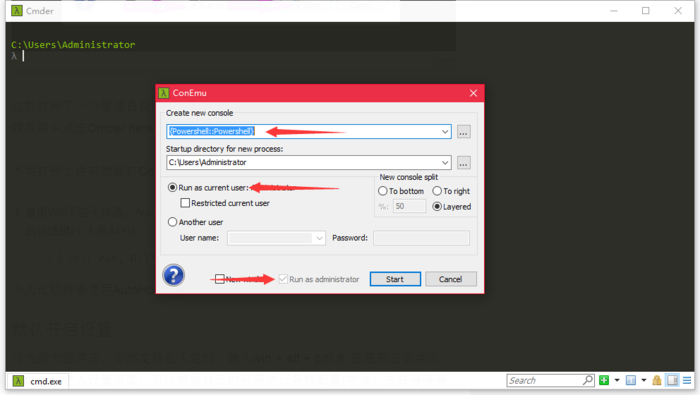 Cmder
C:\Users\Administrator
λ
ConEmu
Create new console
{Powershell::Powershell}
...
Startup directory for new process:
C:\Users\Administrator
...
Run as current user:
Restricted current user
Another user
User name:
Password:
New console split
To bottom
To right
%:
50
Layered
?
New
Run as administrator
Start
Cancel
cmd.exe
Search